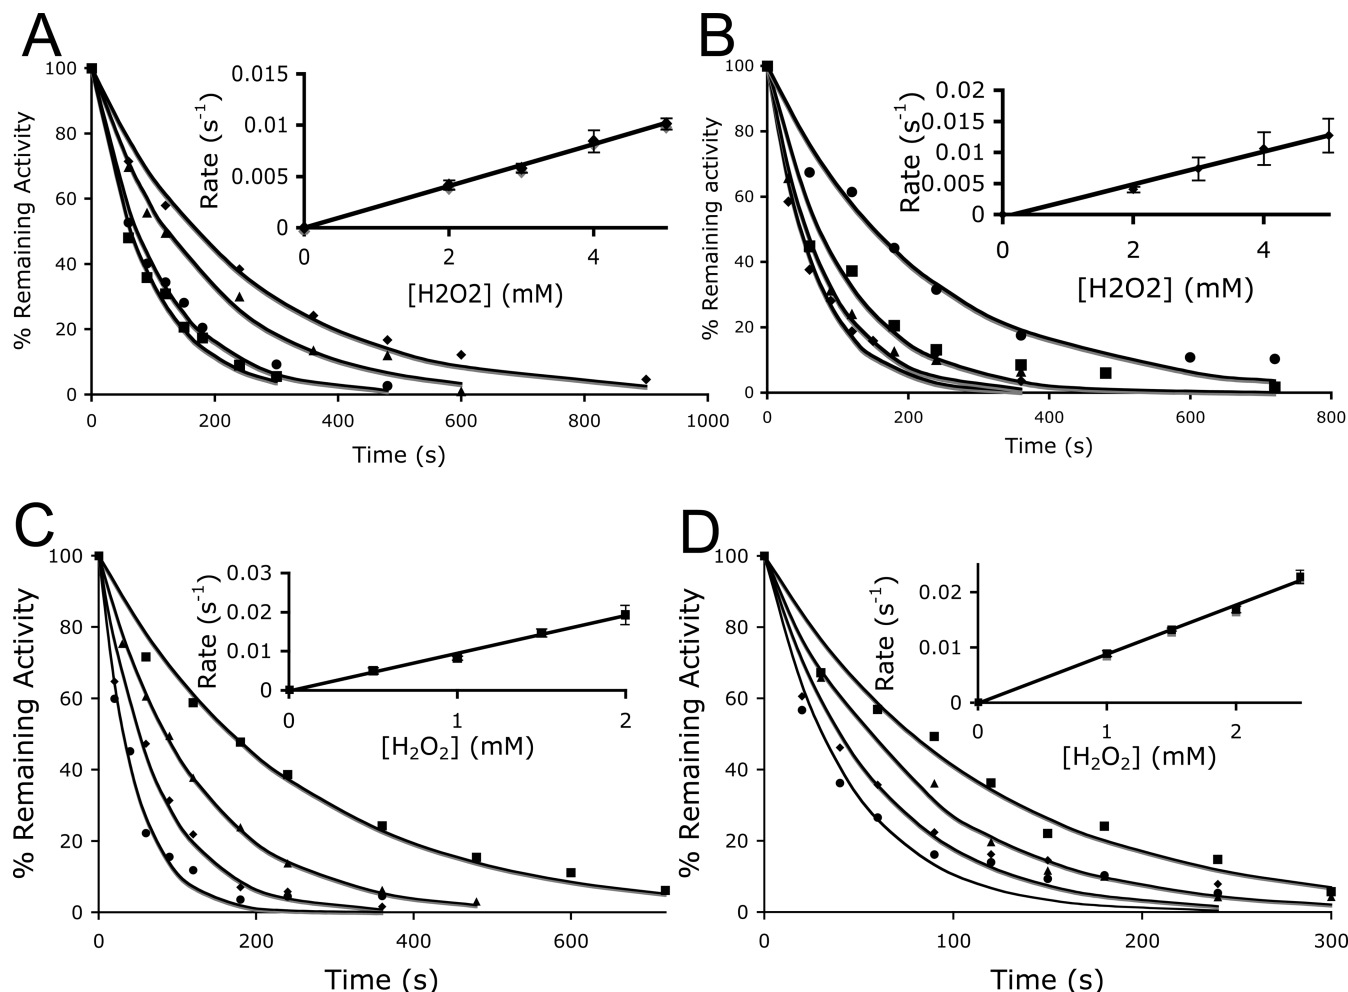 A
100
80
60
40
20
0
% Remaining Activity
0 200 400 600 800 1000
Time (s)
0.015
0.01
0.005
0
Rate (s-1)
0 2 4
[H2O2] (mM)
B
100
80
60
40
20
0
% Remaining activity
0 200 400 600 800
Time (s)
0.02
0.015
0.01
0.005
0
Rate (s-1)
0 2 4
[H2O2] (mM)
C
100
80
60
40
20
0
% Remaining Activity
0 200 400 600
Time (s)
0.03
0.02
0.01
0
Rate (s-1)
0 1 2
[H2O2] (mM)
D
100
80
60
40
20
0
% Remaining Activity
0 100 200 300
Time (s)
0.02
0.01
0
Rate (s-1)
0 1 2
[H2O2] (mM)